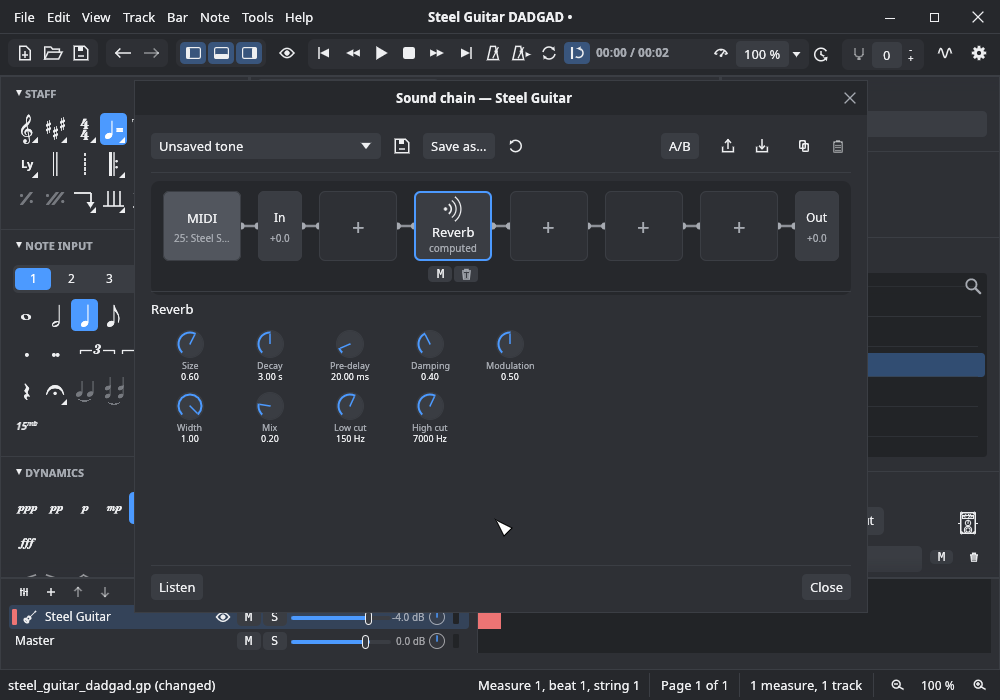 File Edit View Track Bar Note Tools Help
Steel Guitar DADGAD •
00:00 / 00:02
100 %
0
STAFF
Sound chain — Steel Guitar
Unsaved tone
Save as...
A/B
Ly
MIDI
25: Steel S...
In
+0.0
+
Reverb
computed
+
+
+
Out
+0.0
M
NOTE INPUT
1 2 3
Reverb
Size
0.60
Decay
3.00 s
Pre-delay
20.00 ms
Damping
0.40
Modulation
0.50
3
Width
1.00
Mix
0.20
Low cut
150 Hz
High cut
7000 Hz
15mb
DYNAMICS
ppp pp p mp
fff
M
Listen
Close
Steel Guitar
M S
-4.0 dB
Master
M S
0.0 dB
steel_guitar_dadgad.gp (changed)
Measure 1, beat 1, string 1
Page 1 of 1
1 measure, 1 track
100 %